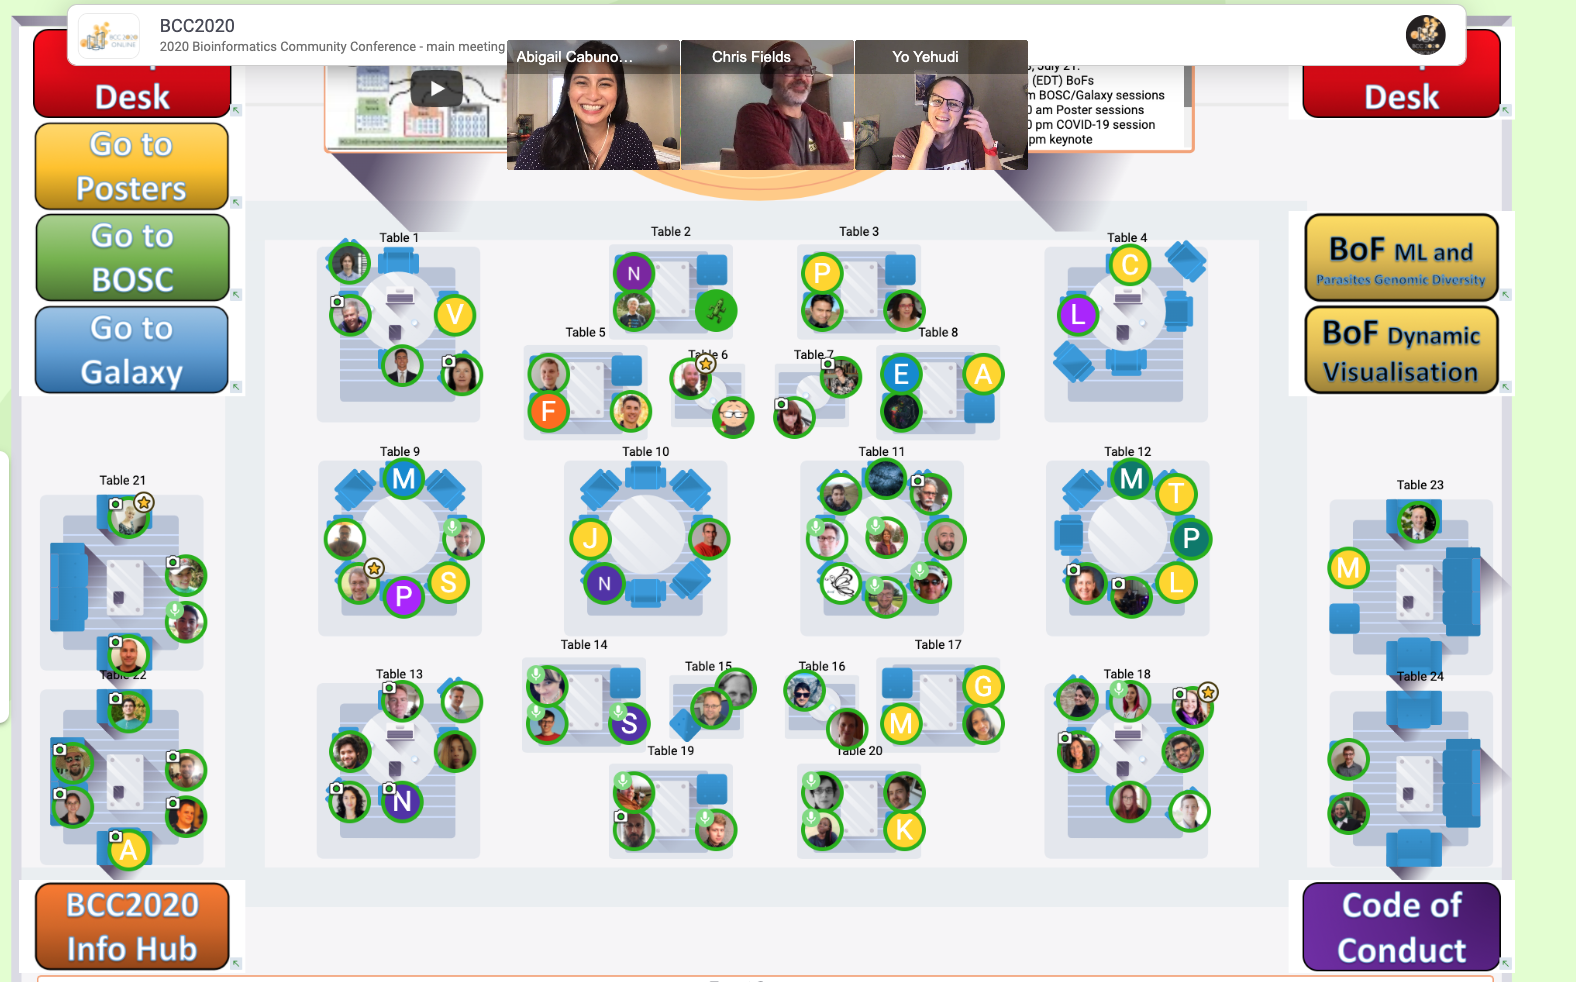 BCC2020
2020 Bioinformatics Community Conference - main meeting
Abigail Cabuno...
Chris Fields
Yo Yehudi
BCC 2020
ONLINE
July 21:
(EDT) BoFs
BOSC/Galaxy sessions
am Poster sessions
pm COVID-19 session
pm keynote
Desk
Desk
Go to
Posters
Go to
BOSC
Go to
Galaxy
BoF ML and
Parasites Genomic Diversity
BoF Dynamic
Visualisation
Table 1
V
Table 2
N
Table 3
P
Table 4
C
L
Table 5
F
Table 6
Table 7
Table 8
E
A
Table 9
M
P
S
Table 10
J
N
Table 11
Table 12
M
T
P
L
Table 21
Table 22
A
Table 23
M
Table 24
Table 13
N
Table 14
S
Table 15
Table 16
Table 17
G
M
Table 18
Table 19
Table 20
K
BCC2020
Info Hub
Code of
Conduct